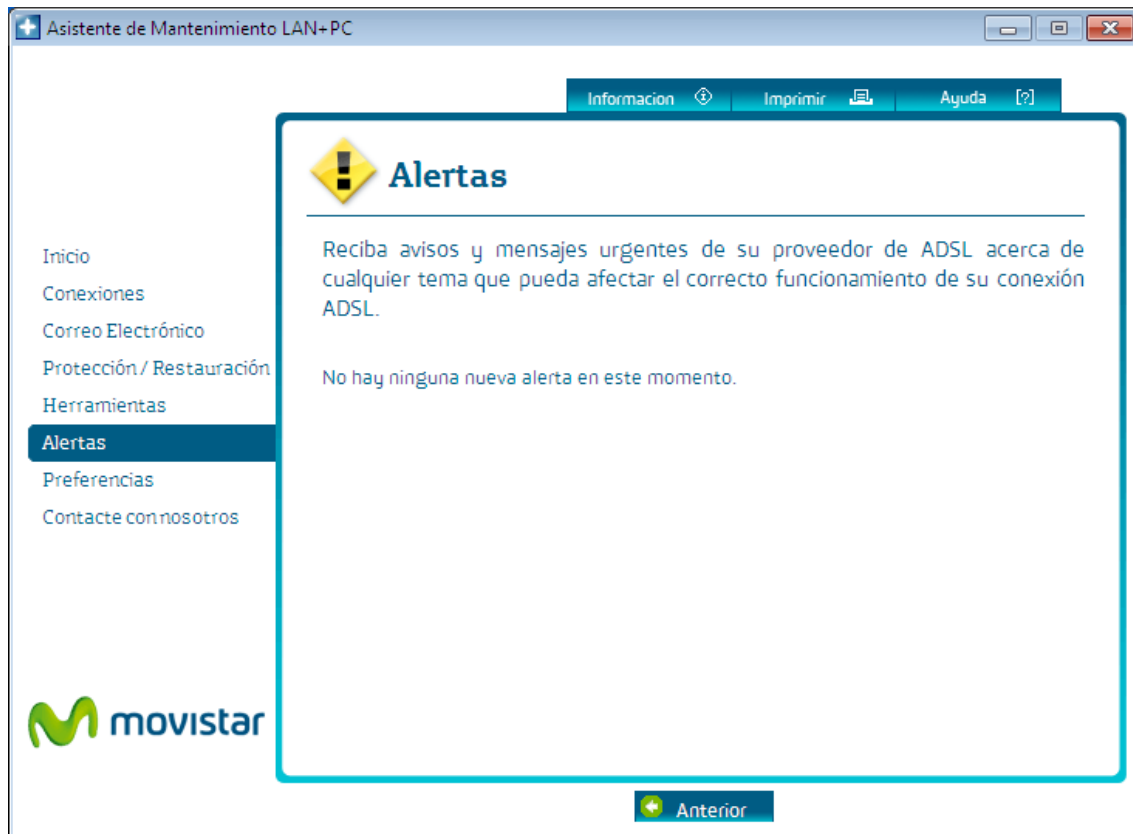 Asistente de Mantenimiento LAN+PC
Informacion
Imprimir
Ayuda [?]
Alertas
Reciba avisos y mensajes urgentes de su proveedor de ADSL acerca de
cualquier tema que pueda afectar el correcto funcionamiento de su conexión
ADSL.
No hay ninguna nueva alerta en este momento.
Inicio
Conexiones
Correo Electrónico
Protección / Restauración
Herramientas
Alertas
Preferencias
Contacte con nosotros
movistar
Anterior